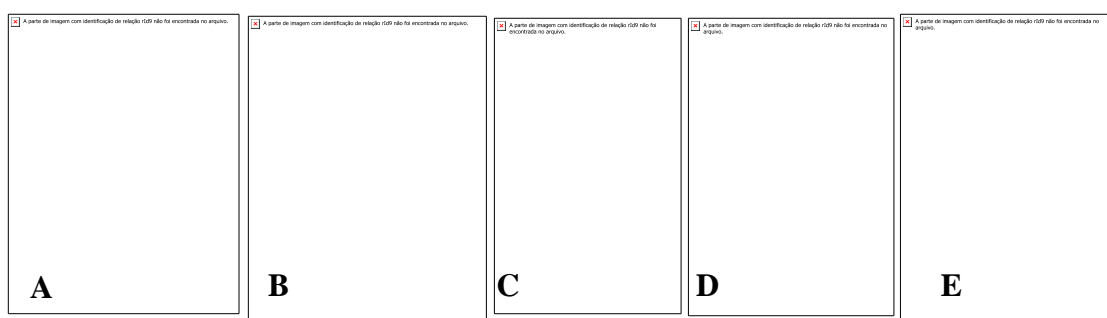 A parte de imagem com identificação de relação rId9 não foi encontrada no arquivo.
A parte de imagem com identificação de relação rId9 não foi encontrada no arquivo.
A parte de imagem com identificação de relação rId9 não foi
encontrada no arquivo.
A parte de imagem com identificação de relação rId9 não foi encontrada no
arquivo.
A parte de imagem com identificação de relação rId9 não foi encontrada no
arquivo.
A
B
C
D
E